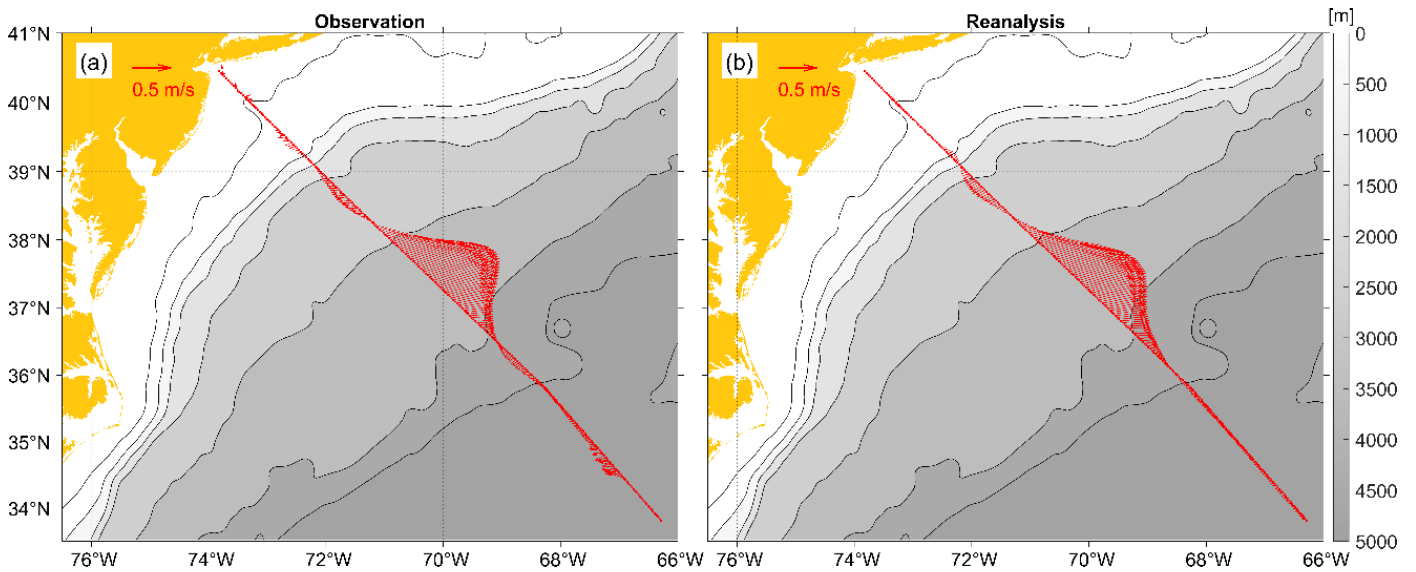 Observation
Reanalysis
[m]
(a)
0.5 m/s
(b)
0.5 m/s
41°N
40°N
39°N
38°N
37°N
36°N
35°N
34°N
76°W
74°W
72°W
70°W
68°W
66°W
76°W
74°W
72°W
70°W
68°W
66°W
0
500
1000
1500
2000
2500
3000
3500
4000
4500
5000